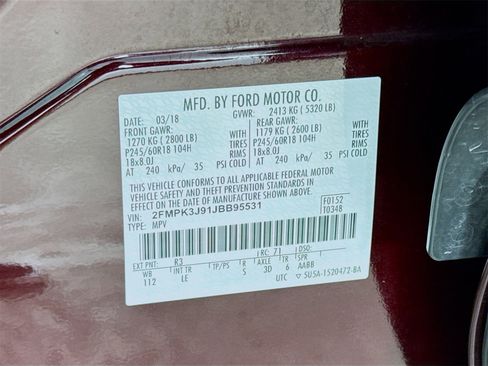 MFD. BY FORD MOTOR CO.
03/18 GVWR: 2413 KG ( 5320 LB)
FRONT GAWR: REAR GAWR:
1270 KG ( 2800 LB) 1179 KG ( 2600 LB)
P245/60R18 104H TIRES P245/60R18 104H TIRES
18x8.0J RIMS 18x8.0J RIMS
AT 240 kPa/ 35 PSI COLD AT 240 kPa/ 35 PSI COLD
THIS VEHICLE CONFORMS TO ALL APPLICABLE FEDERAL MOTOR
VEHICLE SAFETY, BUMPER, AND THEFT PREVENTION STANDARDS IN
EFFECT ON THE DATE OF MANUFACTURE SHOWN ABOVE.
VIN: 2FMPK3J91JBB95531 F0152
TYPE: MPV T0348
EXT PNT: R3 RC: 71 DSO:
WB INT TR TP/PS R AXLE TR SPR
112 LE S 3D 6 AABB
UTC 5U5A-1520472-BA